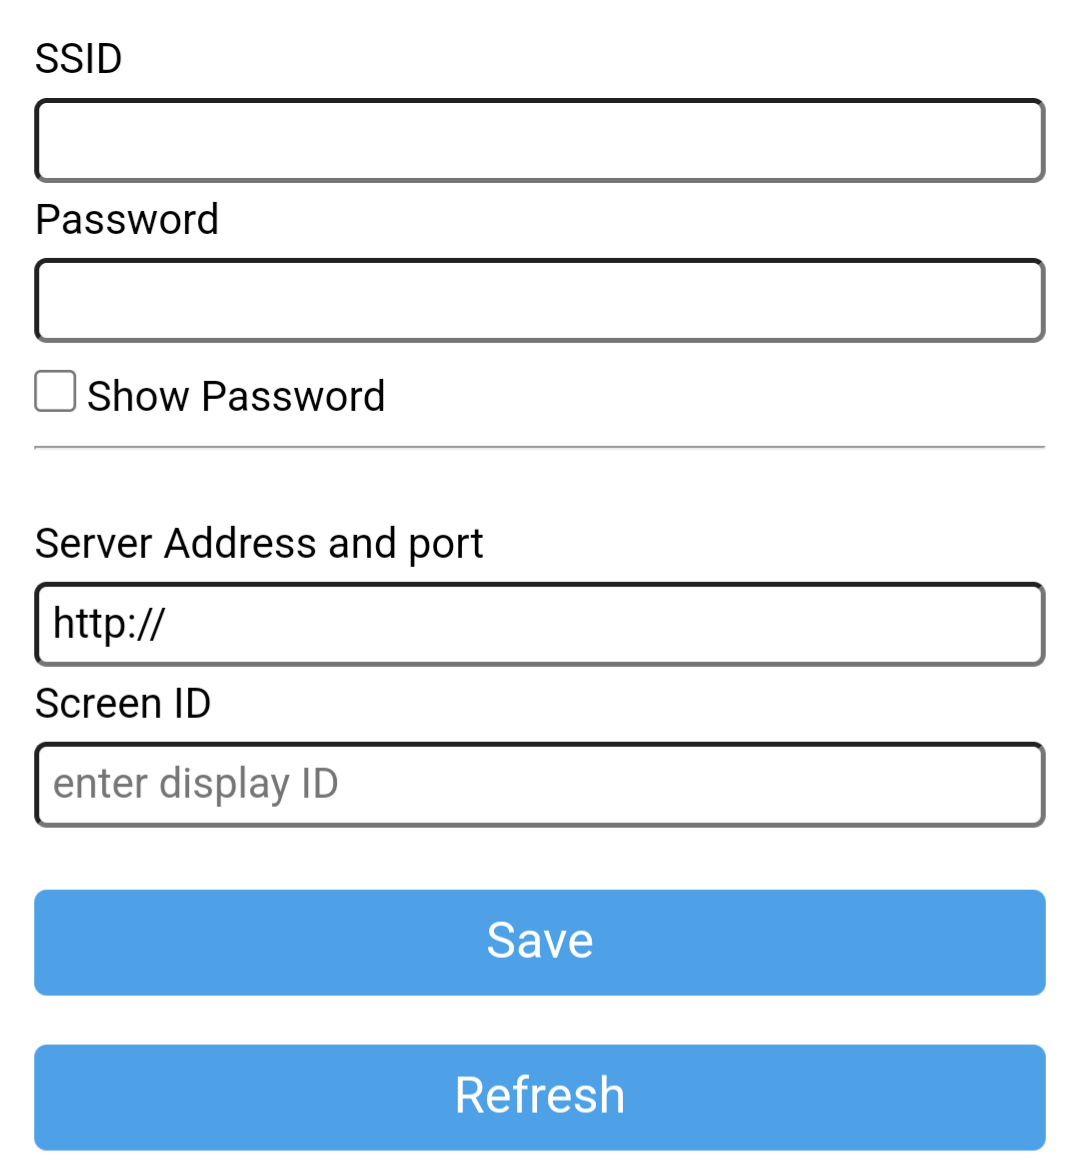 SSID
Password
Show Password
Server Address and port
http://
Screen ID
enter display ID
Save
Refresh